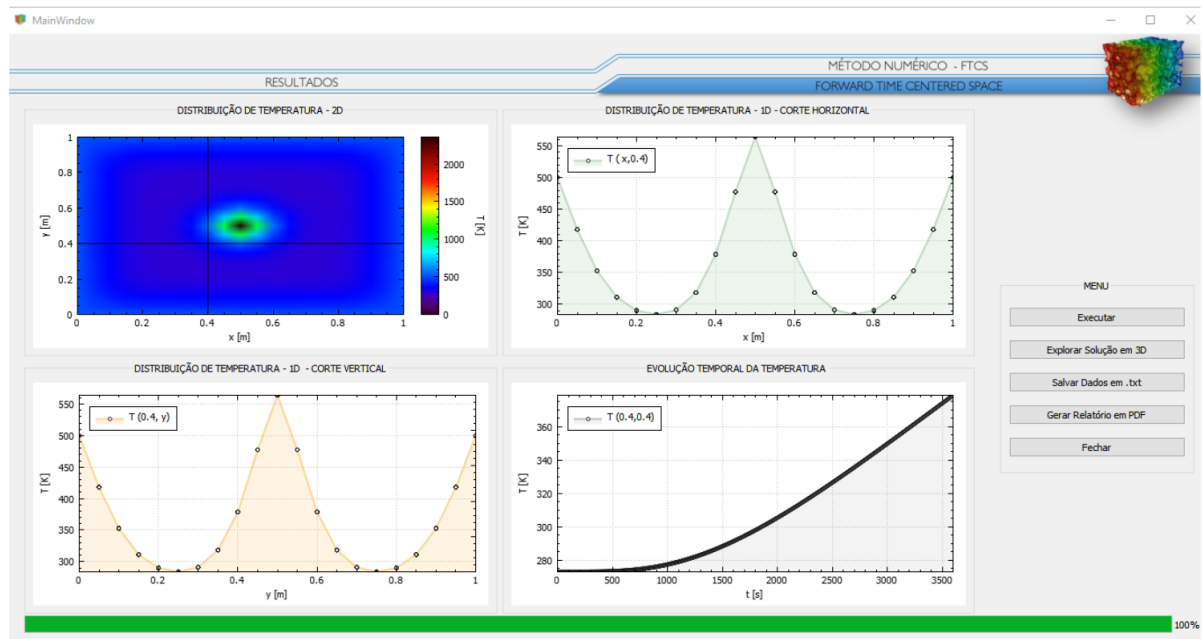 MainWindow
RESULTADOS
MÉTODO NUMÉRICO - FTCS
FORWARD TIME CENTERED SPACE
DISTRIBUIÇÃO DE TEMPERATURA - 2D
1
0.8
0.6
0.4
0.2
0
y [m]
0 0.2 0.4 0.6 0.8 1
x [m]
2000
1500
1000
500
0
T [K]
DISTRIBUIÇÃO DE TEMPERATURA - 1D - CORTE HORIZONTAL
T (x,0.4)
550
500
450
400
350
300
T [K]
0 0.2 0.4 0.6 0.8 1
x [m]
DISTRIBUIÇÃO DE TEMPERATURA - 1D - CORTE VERTICAL
T (0.4, y)
550
500
450
400
350
300
T [K]
0.2 0.4 0.6 0.8 1
y [m]
EVOLUÇÃO TEMPORAL DA TEMPERATURA
T (0.4,0.4)
360
340
320
300
280
T [K]
0 500 1000 1500 2000 2500 3000 3500
t [s]
MENU
Executar
Explorar Solução em 3D
Salvar Dados em .txt
Gerar Relatório em PDF
Fechar
100%